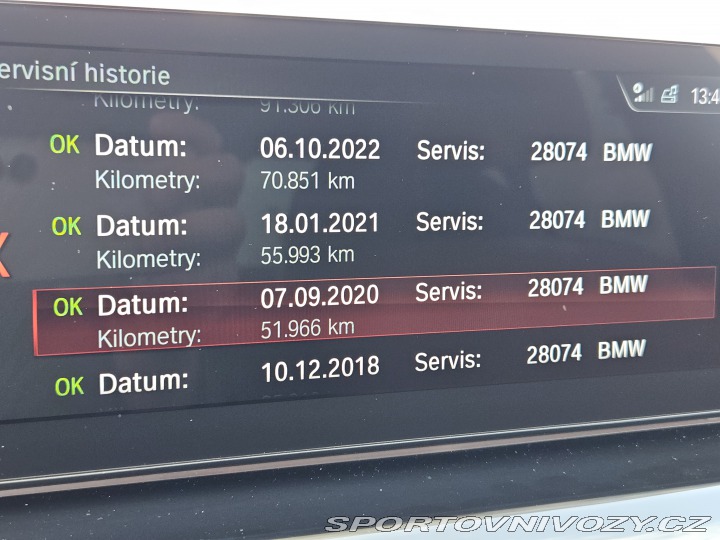 ervisní historie
13:4
Kilometry: 91.306 km
OK Datum: 06.10.2022 Servis: 28074 BMW
Kilometry: 70.851 km
OK Datum: 18.01.2021 Servis: 28074 BMW
Kilometry: 55.993 km
OK Datum: 07.09.2020 Servis: 28074 BMW
Kilometry: 51.966 km
OK Datum: 10.12.2018 Servis: 28074 BMW
SPORTOVNIVOZY.CZ